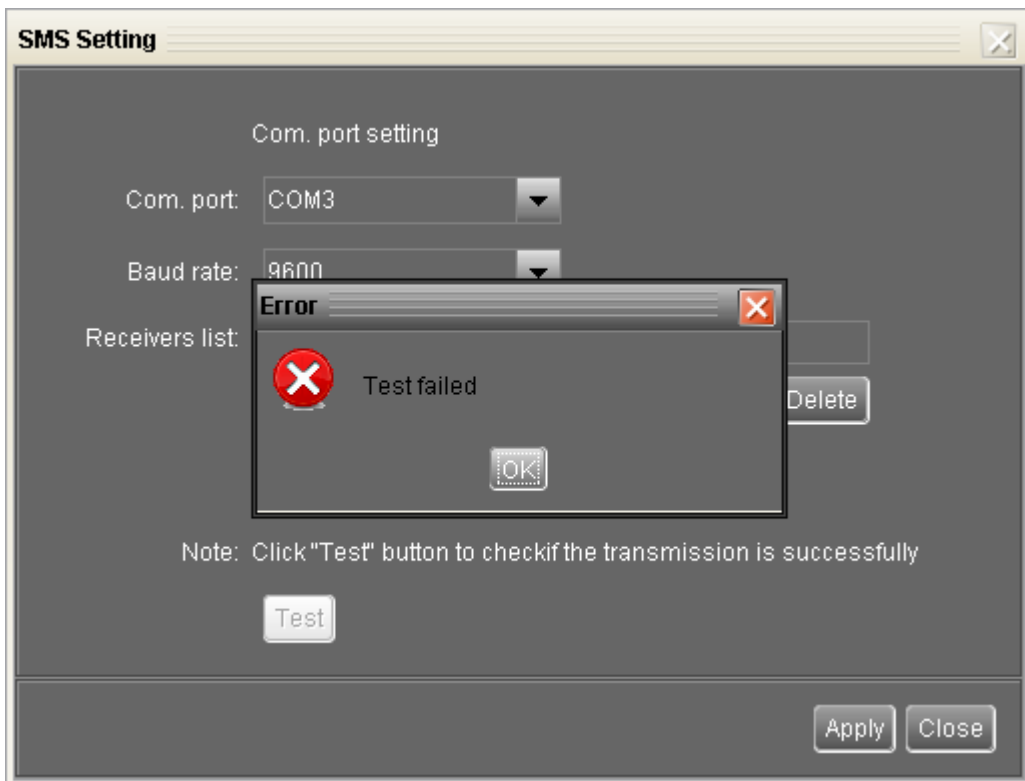 SMS Setting
Com. port setting
Com. port: COM3
Baud rate: 9600
Error
Receivers list:
Test failed
Delete
OK
Note: Click "Test" button to checkif the transmission is successfully
Test
Apply Close